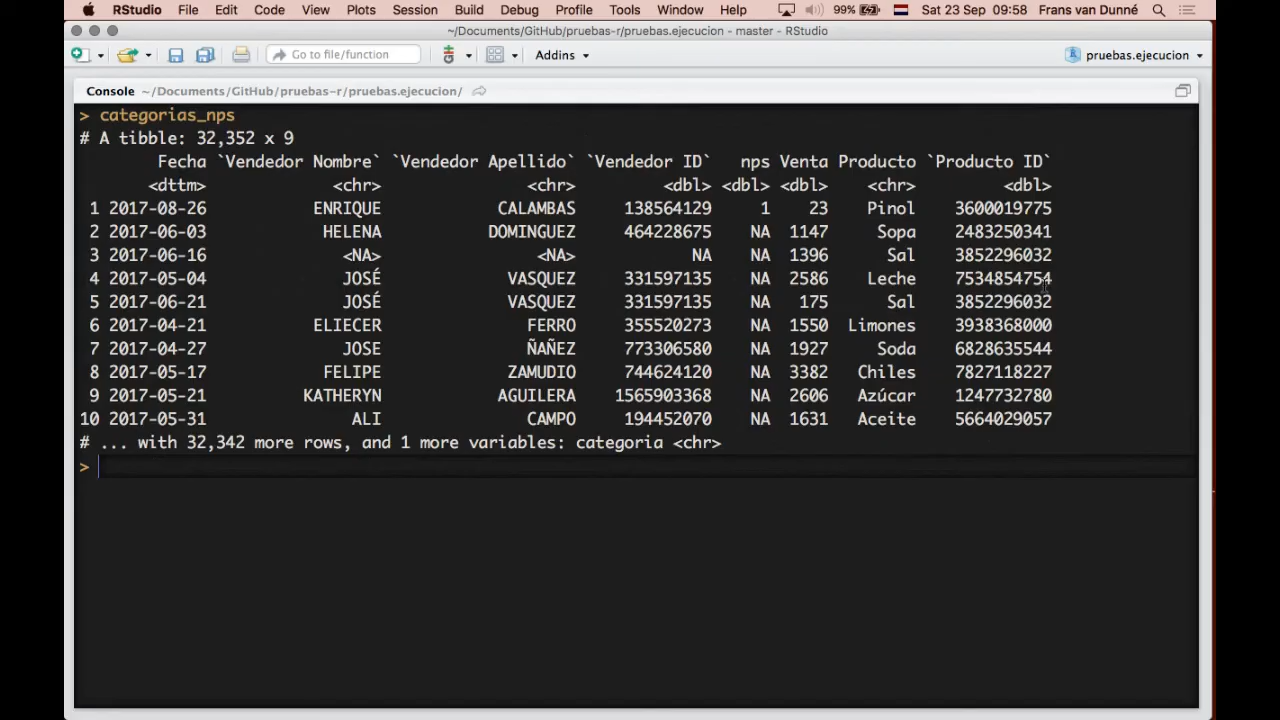 RStudio File Edit Code View Plots Session Build Debug Profile Tools Window Help 99% Sat 23 Sep 09:58 Frans van Dunné
~/Documents/GitHub/pruebas-r/pruebas.ejecucion - master - RStudio
Go to file/function Addins pruebas.ejecucion
Console ~/Documents/GitHub/pruebas-r/pruebas.ejecucion/
> categorias_nps
# A tibble: 32,352 x 9
Fecha `Vendedor Nombre` `Vendedor Apellido` `Vendedor ID` nps Venta Producto `Producto ID`
<dttm> <chr> <chr> <dbl> <dbl> <dbl> <chr> <dbl>
1 2017-08-26 ENRIQUE CALAMBAS 138564129 1 23 Pinol 3600019775
2 2017-06-03 HELENA DOMINGUEZ 464228675 NA 1147 Sopa 2483250341
3 2017-06-16 <NA> <NA> NA NA 1396 Sal 3852296032
4 2017-05-04 JOSÉ VASQUEZ 331597135 NA 2586 Leche 7534854754
5 2017-06-21 JOSÉ VASQUEZ 331597135 NA 175 Sal 3852296032
6 2017-04-21 ELIECER FERRO 355520273 NA 1550 Limones 3938368000
7 2017-04-27 JOSE ÑAÑEZ 773306580 NA 1927 Soda 6828635544
8 2017-05-17 FELIPE ZAMUDIO 744624120 NA 3382 Chiles 7827118227
9 2017-05-21 KATHERYN AGUILERA 1565903368 NA 2606 Azúcar 1247732780
10 2017-05-31 ALI CAMPO 194452070 NA 1631 Aceite 5664029057
# ... with 32,342 more rows, and 1 more variables: categoria <chr>
>